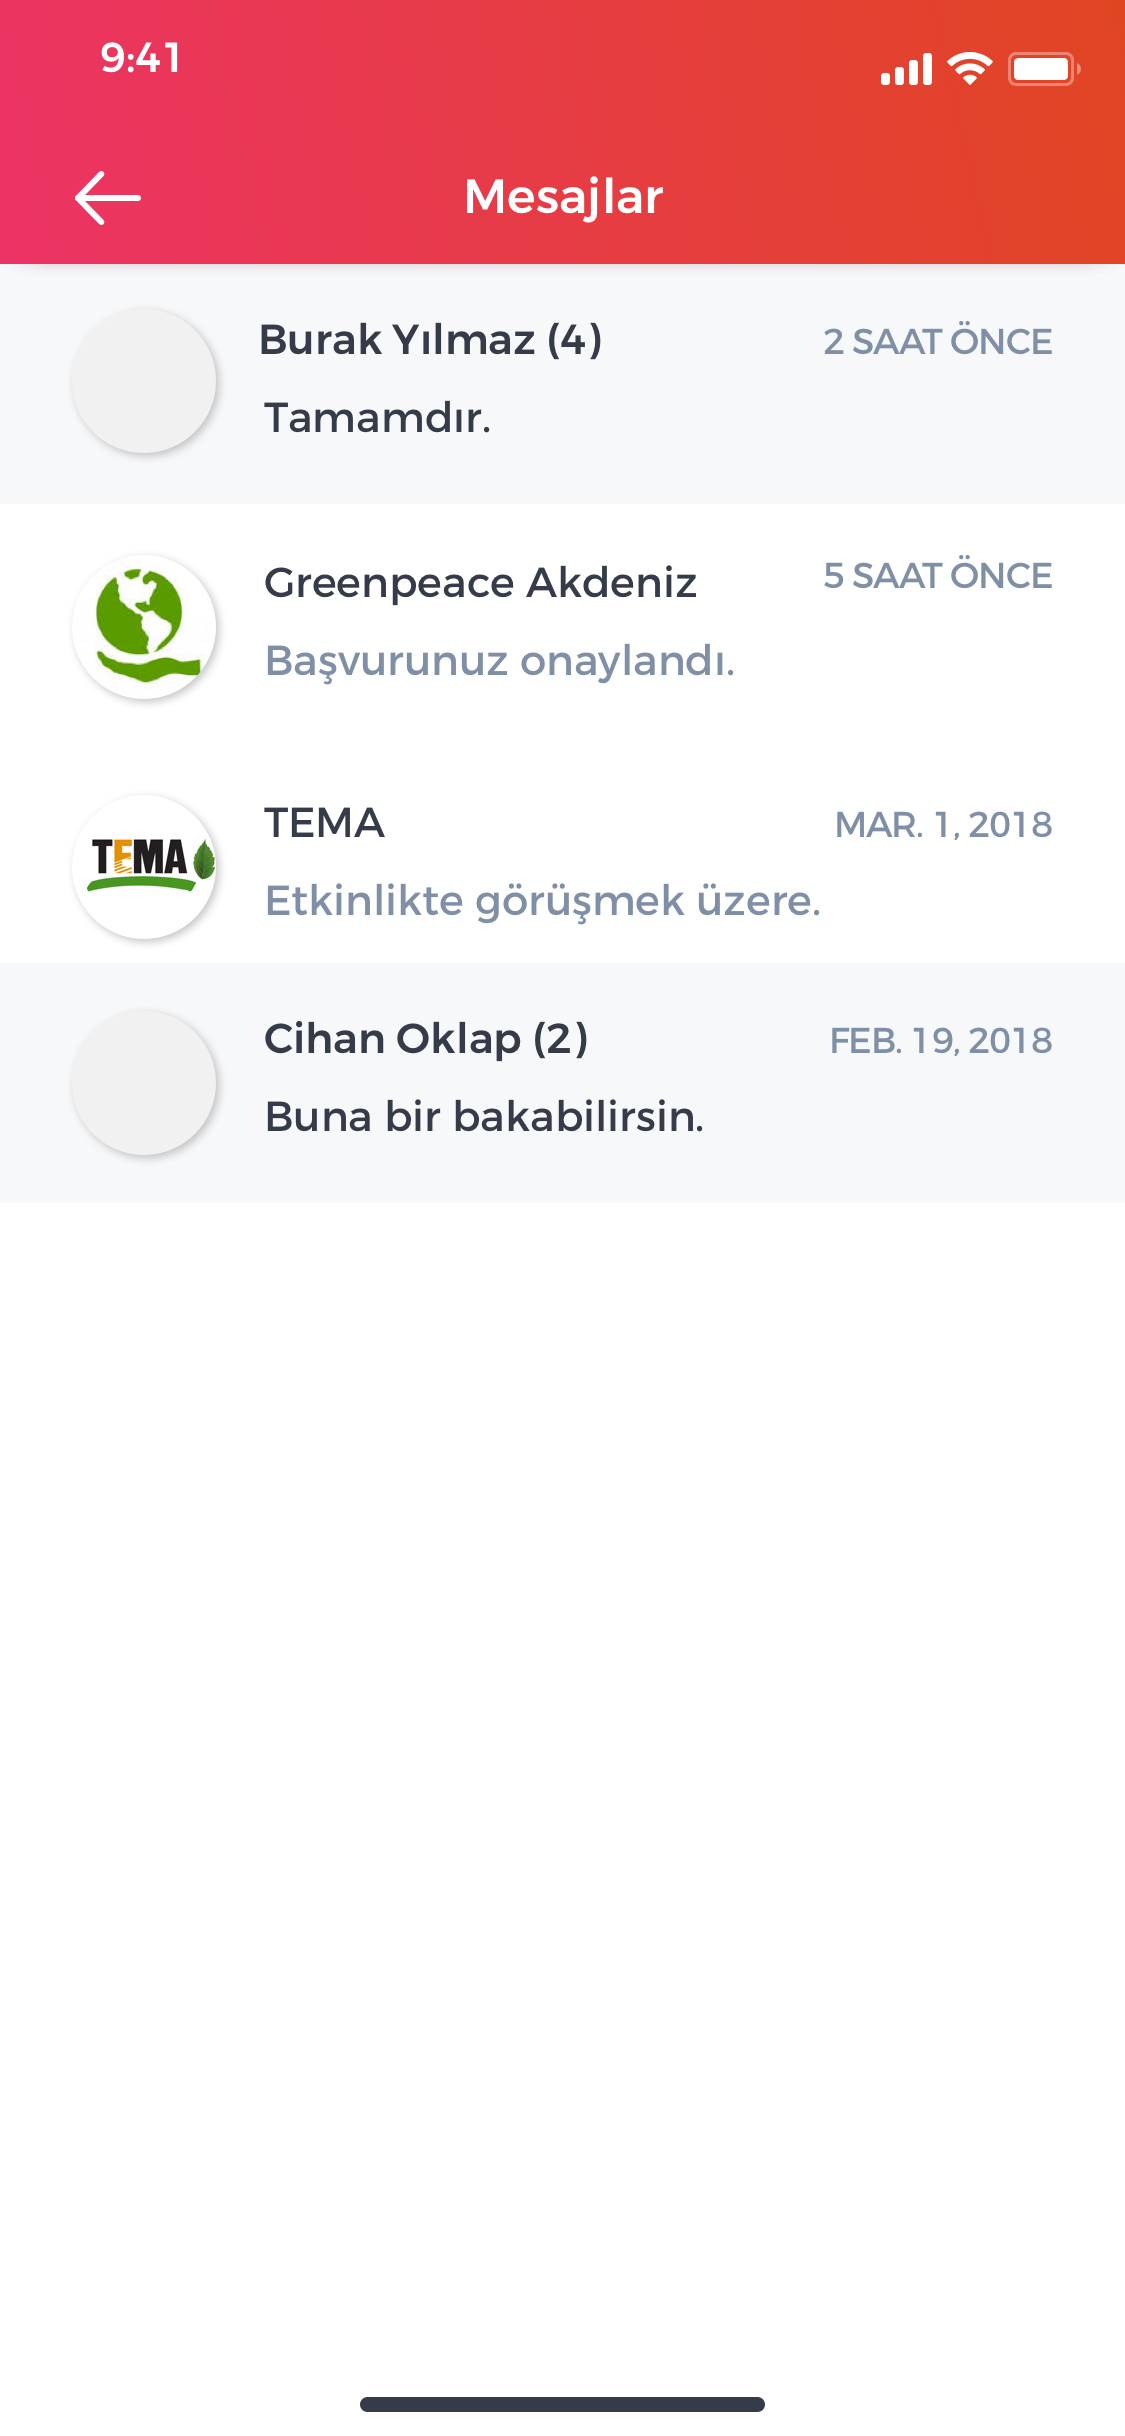 9:41
Mesajlar
Burak Yılmaz (4)
2 SAAT ÖNCE
Tamamdır.
Greenpeace Akdeniz
5 SAAT ÖNCE
Başvurunuz onaylandı.
TEMA
TEMA
MAR. 1, 2018
Etkinlikte görüşmek üzere.
Cihan Oklap (2)
FEB. 19, 2018
Buna bir bakabilirsin.